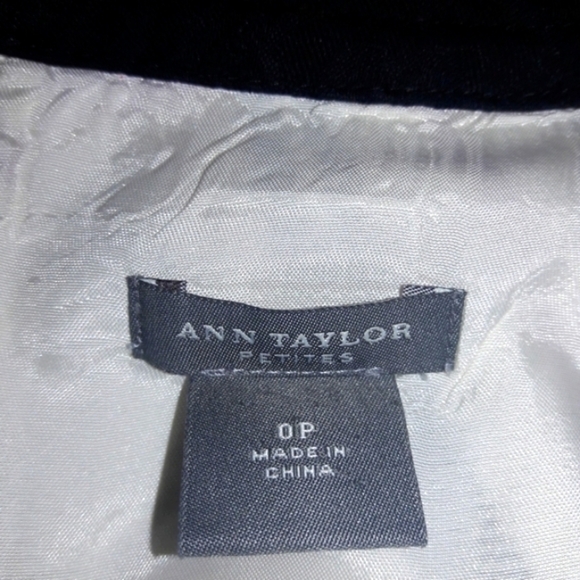 ANN TAYLOR
PETITES
0P
MADE IN
CHINA